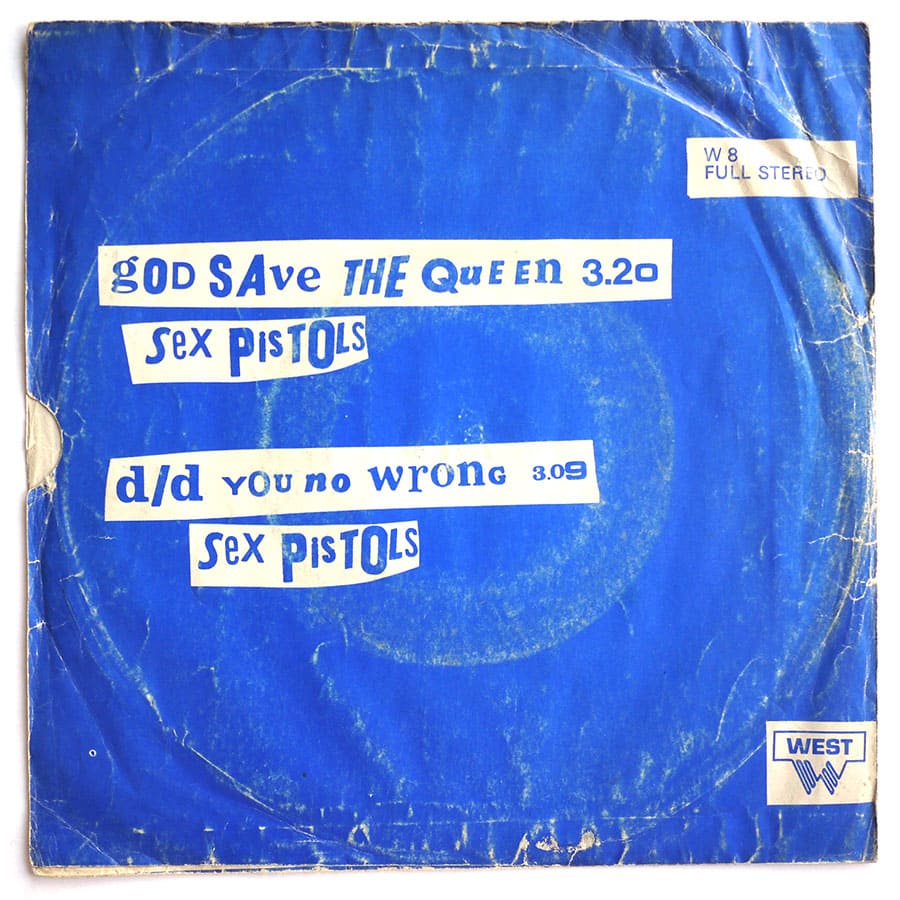 W 8
FULL STEREO
gOD SAve THE QuEEn 3.20
Sex PisTOLS
d/d YOU no wronG 3.09
Sex PisTOLS
WEST